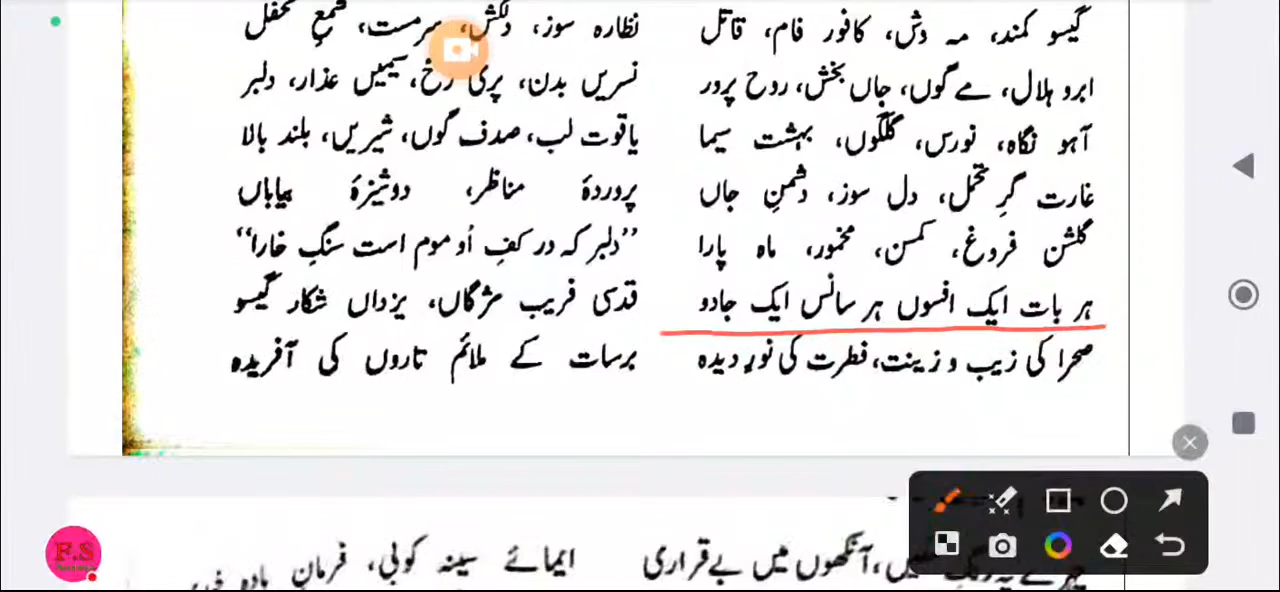 گیسو کمند، مہ وش، کافور فام، قاتل نظارہ سوز، دلکش، سرمست، شمعِ محفل
ابرو ہلال، مے گوں، جاں بخش، روح پرور نسریں بدن، پری رُخ، سیمیں عذار، دلبر
آہو نگاہ، نورس، گلگوں، بہشت سیما یاقوت لب، صدف گوں، شیریں، بلند بالا
غارت گرِ تحمل، دل سوز، دشمنِ جاں پروردۂ مناظر، دوشیزۂ بیاباں
گلشن فروغ، کمسن، مخمور، ماہ پارا ”دلبر کہ در کفِ اُو موم است سنگِ خارا“
ہر بات ایک افسوں ہر سانس ایک جادو قدسی فریب مژگاں، یزداں شکار گیسو
صحرا کی زیب و زینت، فطرت کی نورِ دیدہ برسات کے ملائم تاروں کی آفریدہ
آنکھوں میں بےقراری ایمائے سینہ کوبی، فرمانِ
F.S